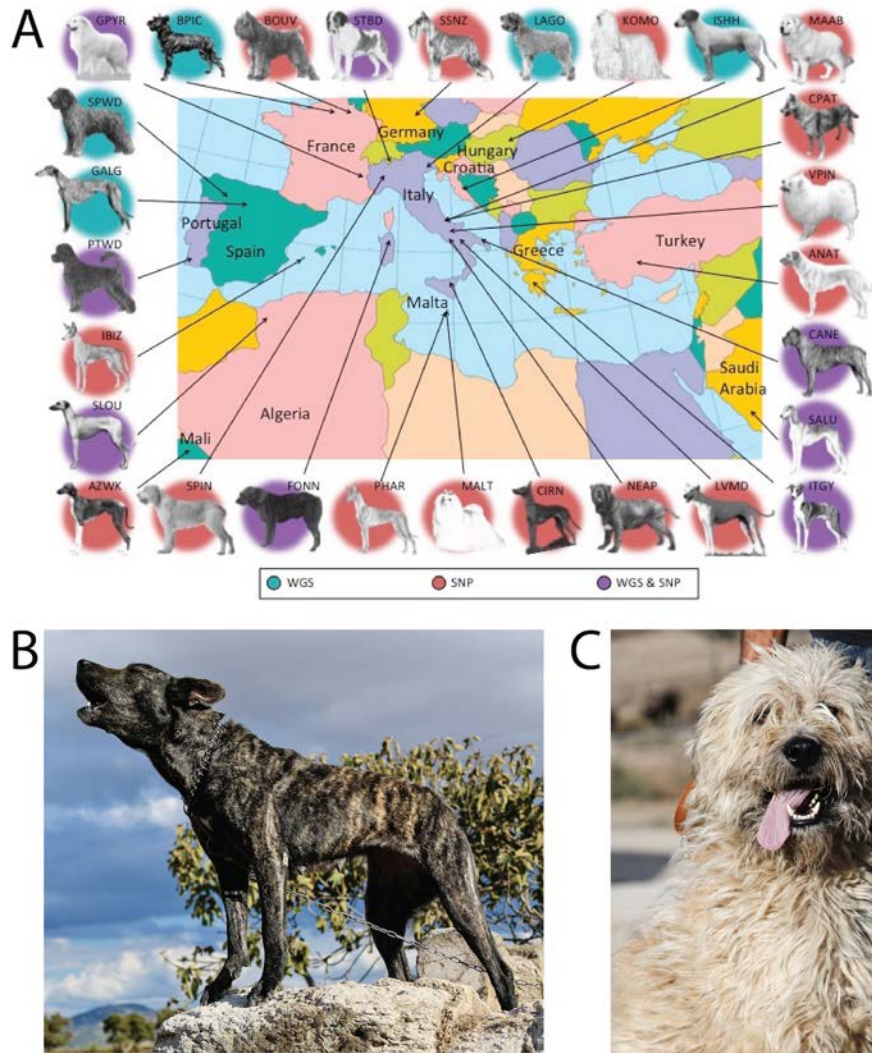 A
GPYR BPIC BOUV STBD SSNZ LAGO KOMO ISHH MAAB
SPWD
GALG
PTWD
IBIZ
SLOU
AZWK SPIN FONN PHAR MALT CIRN NEAP LVMD ITGY
CPAT
VPIN
ANAT
CANE
SALU
Germany
France
Hungary
Croatia
Italy
Portugal
Spain
Greece
Turkey
Malta
Saudi
Arabia
Algeria
Mali
WGS SNP WGS & SNP
B C